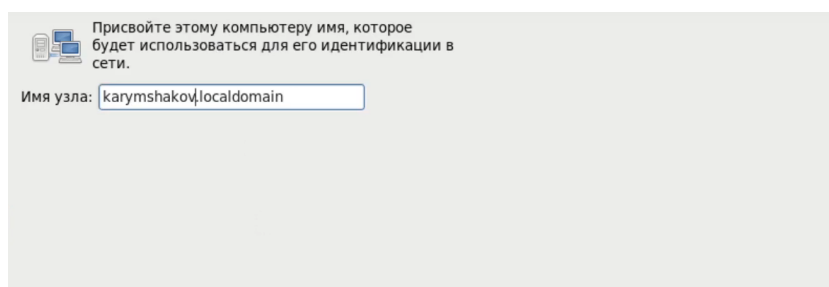 Присвойте этому компьютеру имя, которое
будет использоваться для его идентификации в
сети.
Имя узла: karymshakov.localdomain